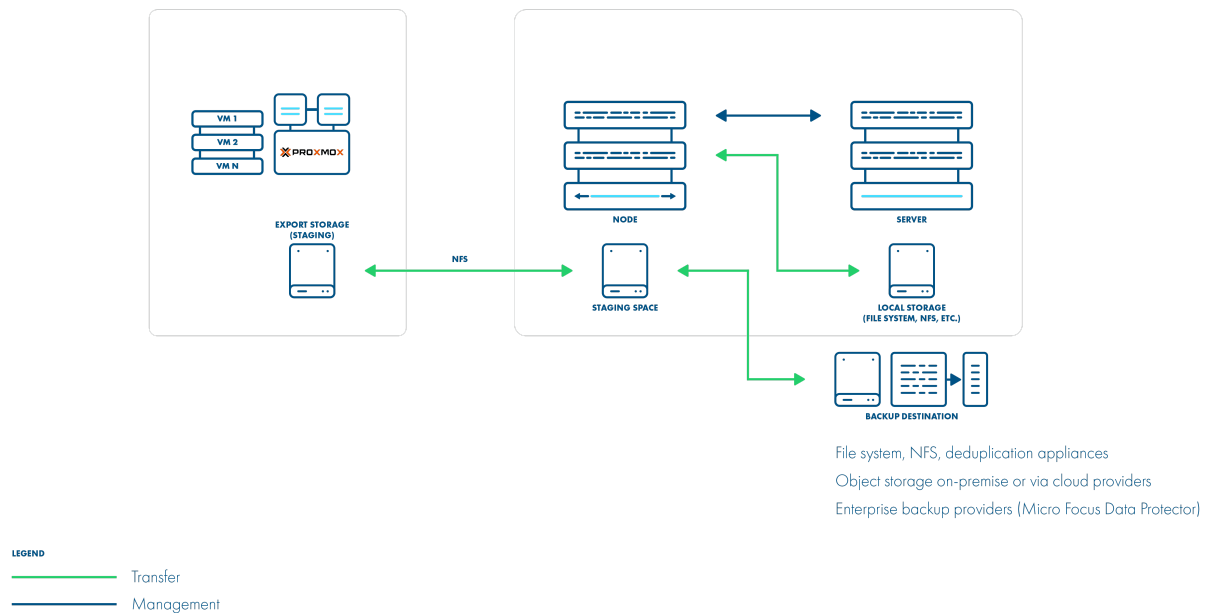 VM 1
VM 2
VM N
PROXMOX
EXPORT STORAGE
(STAGING)
NFS
NODE
SERVER
STAGING SPACE
LOCAL STORAGE
(FILE SYSTEM, NFS, ETC.)
BACKUP DESTINATION
File system, NFS, deduplication appliances
Object storage on-premise or via cloud providers
Enterprise backup providers (Micro Focus Data Protector)
LEGEND
Transfer
Management